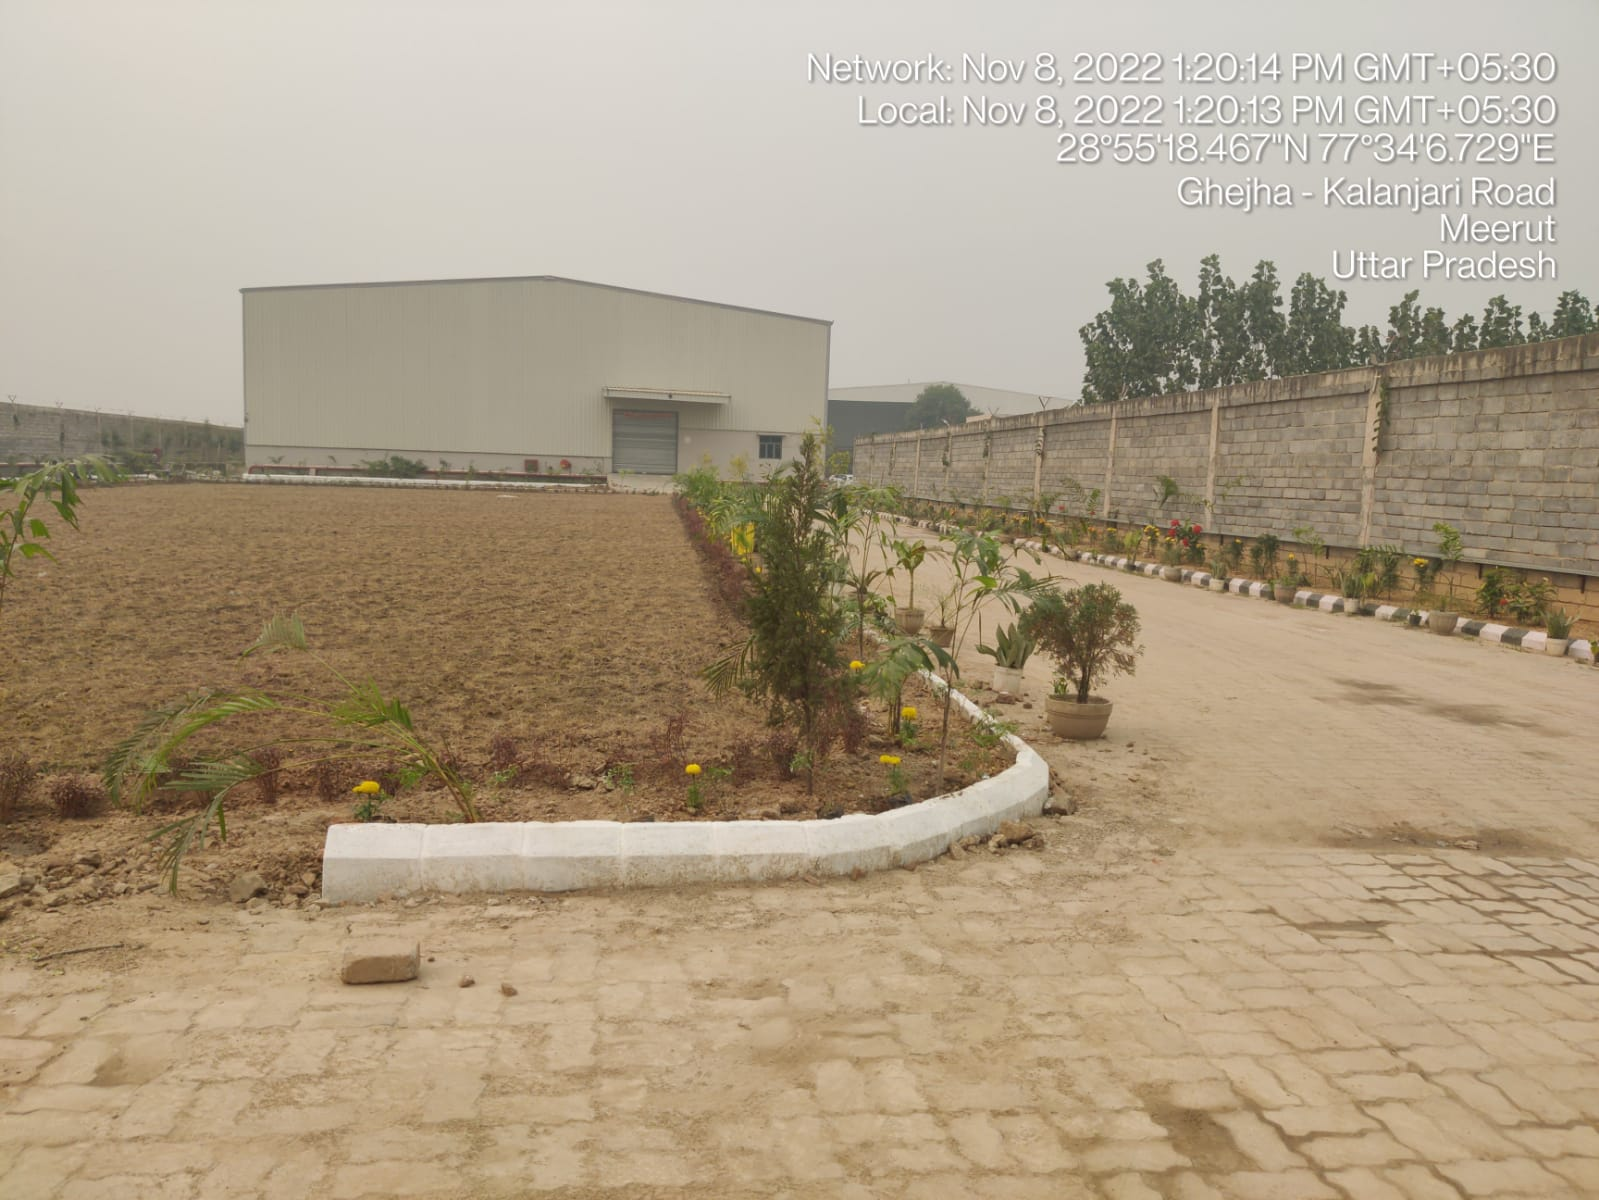 Network: Nov 8, 2022 1:20:14 PM GMT+05:30
Local: Nov 8, 2022 1:20:13 PM GMT+05:30
28°55'18.467"N 77°34'6.729"E
Ghejha - Kalanjari Road
Meerut
Uttar Pradesh